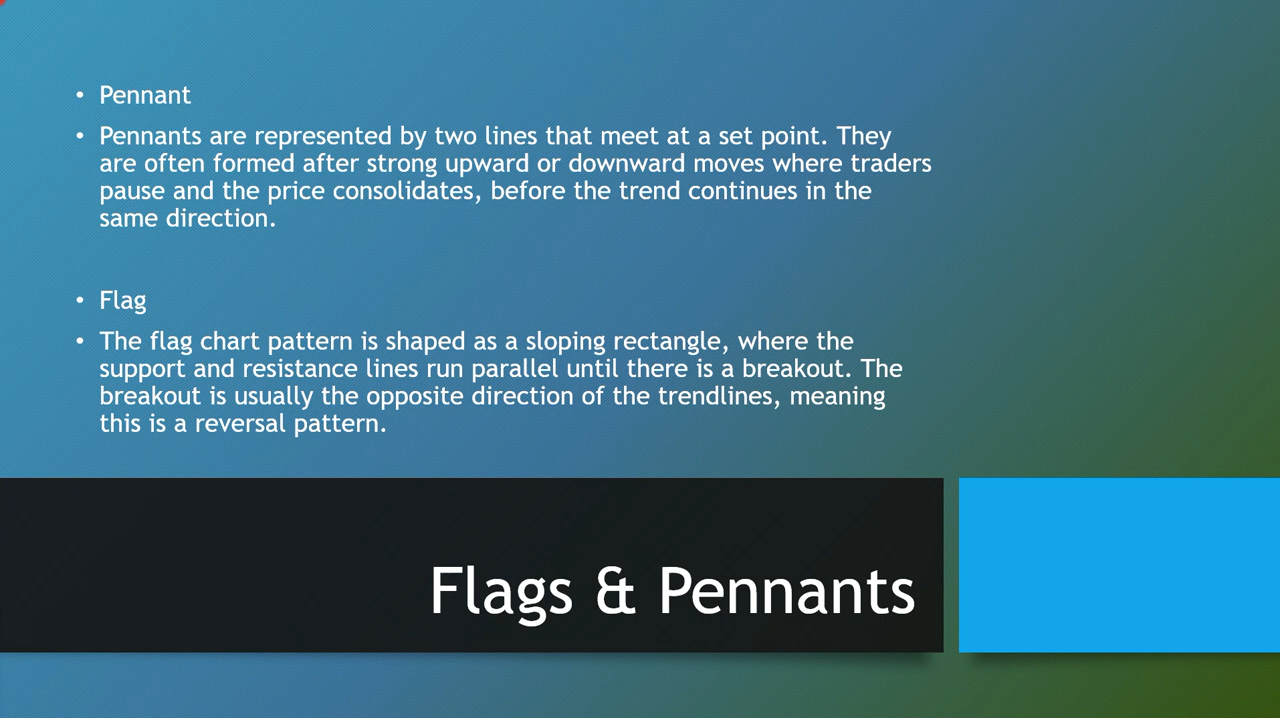 • Pennant
• Pennants are represented by two lines that meet at a set point. They
are often formed after strong upward or downward moves where traders
pause and the price consolidates, before the trend continues in the
same direction.
• Flag
• The flag chart pattern is shaped as a sloping rectangle, where the
support and resistance lines run parallel until there is a breakout. The
breakout is usually the opposite direction of the trendlines, meaning
this is a reversal pattern.
Flags & Pennants